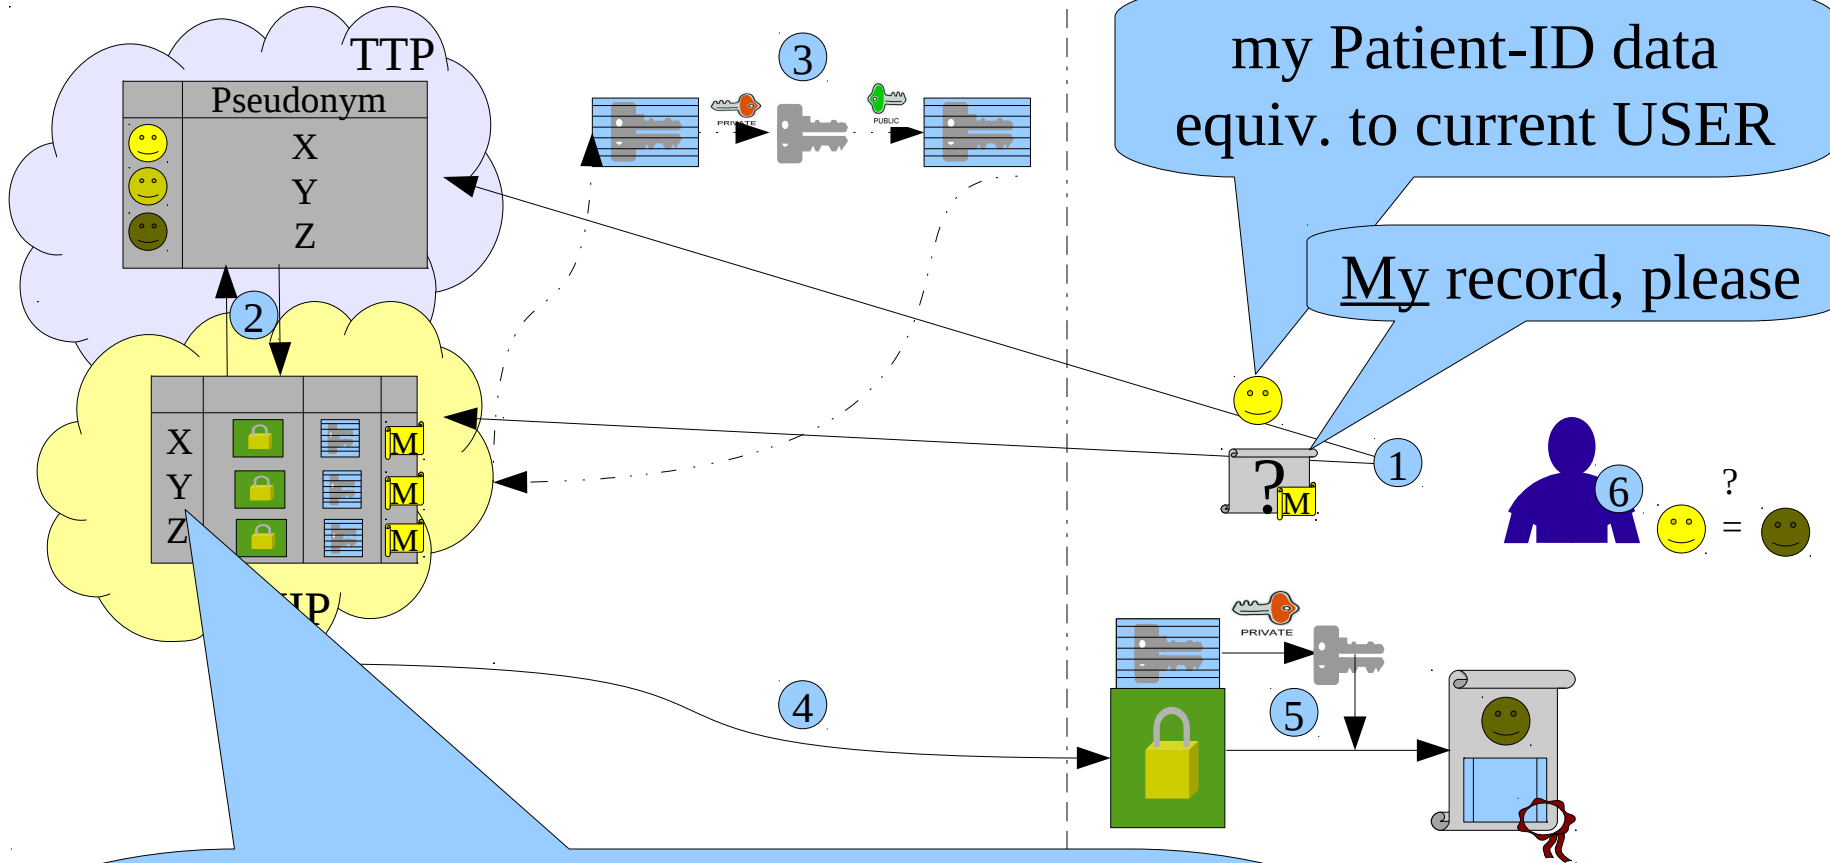 TTP
Pseudonym
X
Y
Z
3
PRIVATE
PUBLIC
my Patient-ID data
equiv. to current USER
My record, please
2
X
M
Y
M
Z
M
1
?
M
6
?
=
4
PRIVATE
5